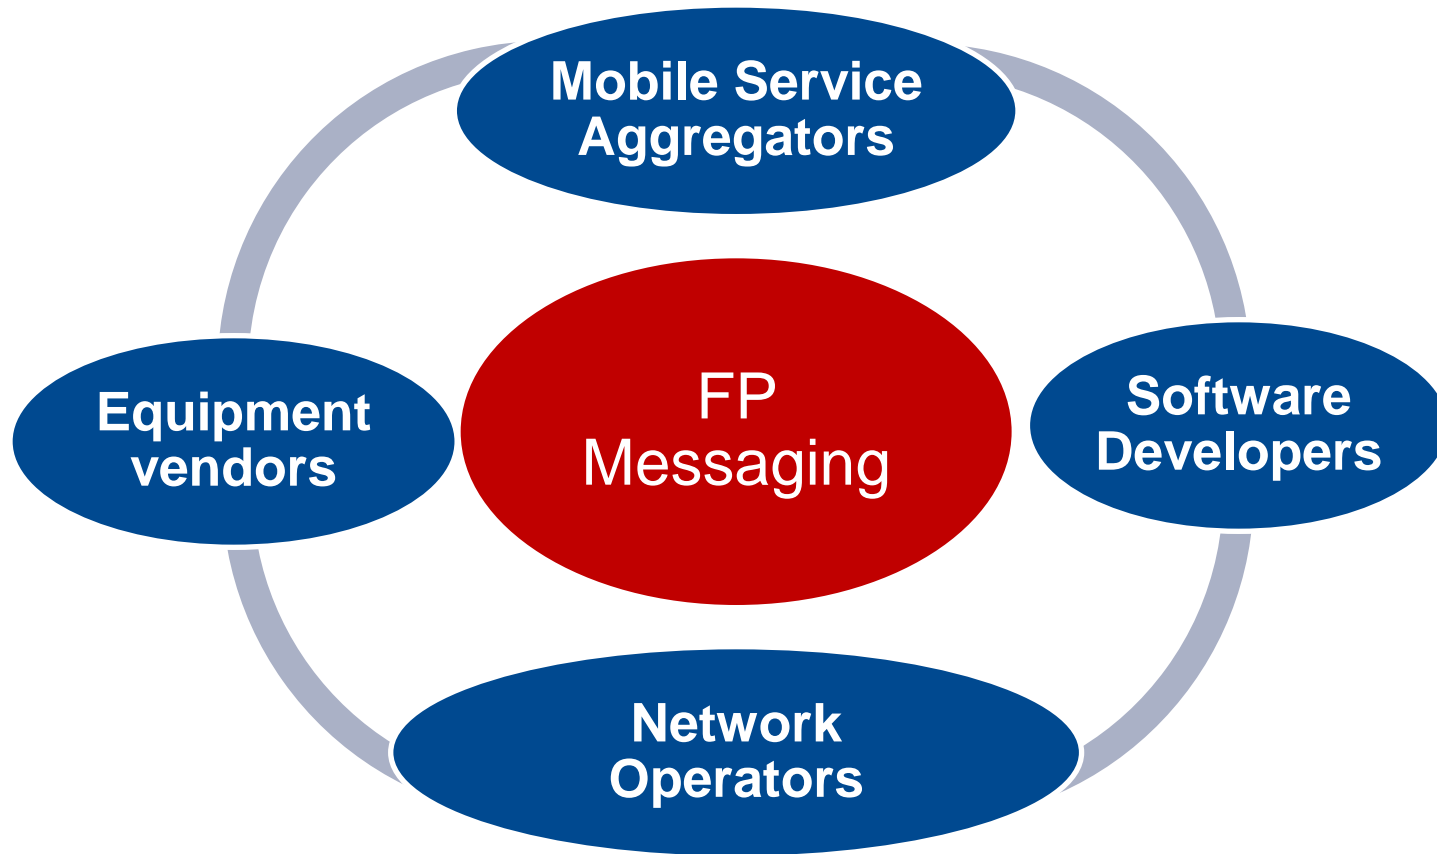 Mobile Service
Aggregators
Equipment
vendors
FP
Messaging
Software
Developers
Network
Operators